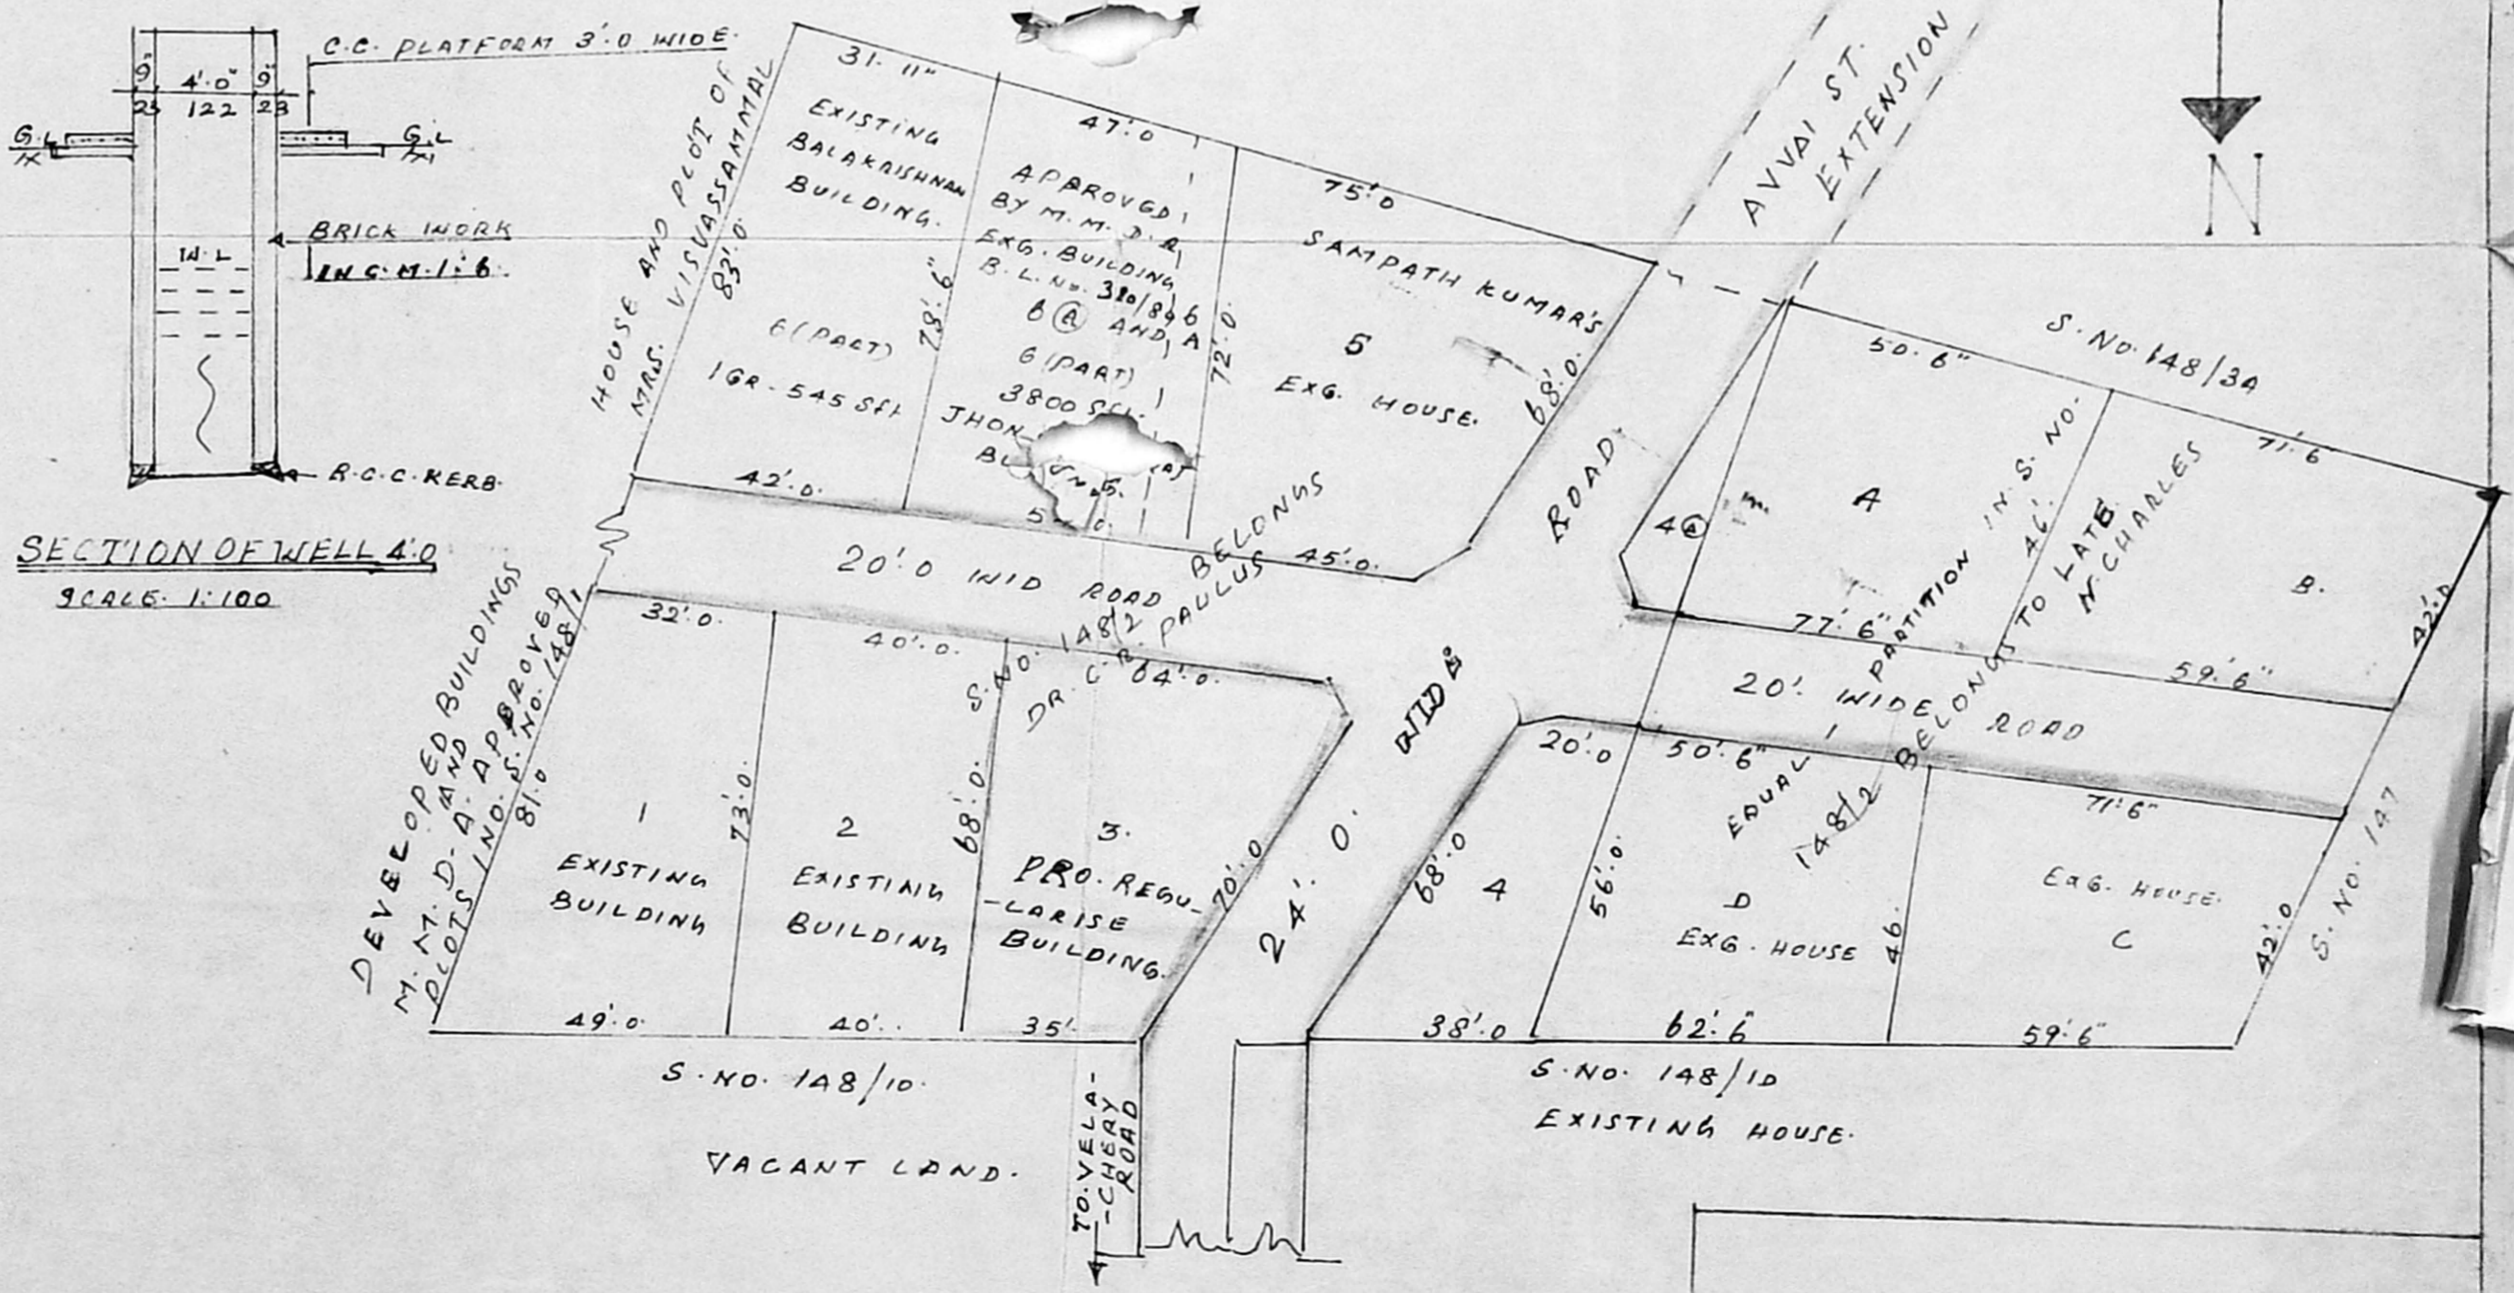 C.C. PLATFORM 3'.0 WIDE.
9" 4'.0" 9"
23 122 23
G.L G.L
BRICK WORK
IN C.M. 1:6.
W.L
R.C.C. KERB.
SECTION OF WELL 4'.0
SCALE. 1:100
HOUSE AND PLOT OF
MRS. VISVASSAMMAL
83'.0
31. 11"
EXISTING
BALAKRISHNAN
BUILDING.
6 (PART)
1GR - 545 Sft
42'.0.
78'. 6"
47'.0
APPROVED
BY M.M.D.A
EXG. BUILDING
B.L. No.
6 (A) AND A
6 (PART)
3800 Sft.
JHON-
72'.0.
75'.0
SAMPATH KUMAR'S
5
EXG. HOUSE.
68'.0.
45'.0.
AVVAI ST.
EXTENSION
N
S.NO. 148/3A
50. 6"
4 (A)
A
77'. 6"
46'.
71'. 6"
B.
42'.0
59'. 6"
20'.0 WID ROAD
S.NO. 148/2 BELONGS
DR. C.R. PAULUS
ROAD.
WIDE
24'. 0.
20'. WIDE ROAD
EQUAL PARTITION IN S.NO.
148/2 BELONGS TO LATE.
N. CHARLES
DEVELOPED BUILDINGS
AND
M.M.D.A. APPROVED
PLOTS IN O. S. NO. 148/1
81.0
32'.0.
1
EXISTING
BUILDING
49'.0
73'.0.
40'.0.
2
EXISTING
BUILDING
40'.
68'.0.
64'.0.
3.
PRO. REGU-
-LARISE
BUILDING.
35'.
70'.0
20'.0
68'.0
4
38'.0
56'.0.
50'. 6"
D
EXG. HOUSE
62'. 6"
46.
71'. 6"
EXG. HOUSE.
C
59'. 6"
42'.0
S. NO. 147
S.NO. 148/1D.
VACANT LAND.
TO. VELA-
-CHERY
ROAD
S.NO. 148/1D
EXISTING HOUSE.